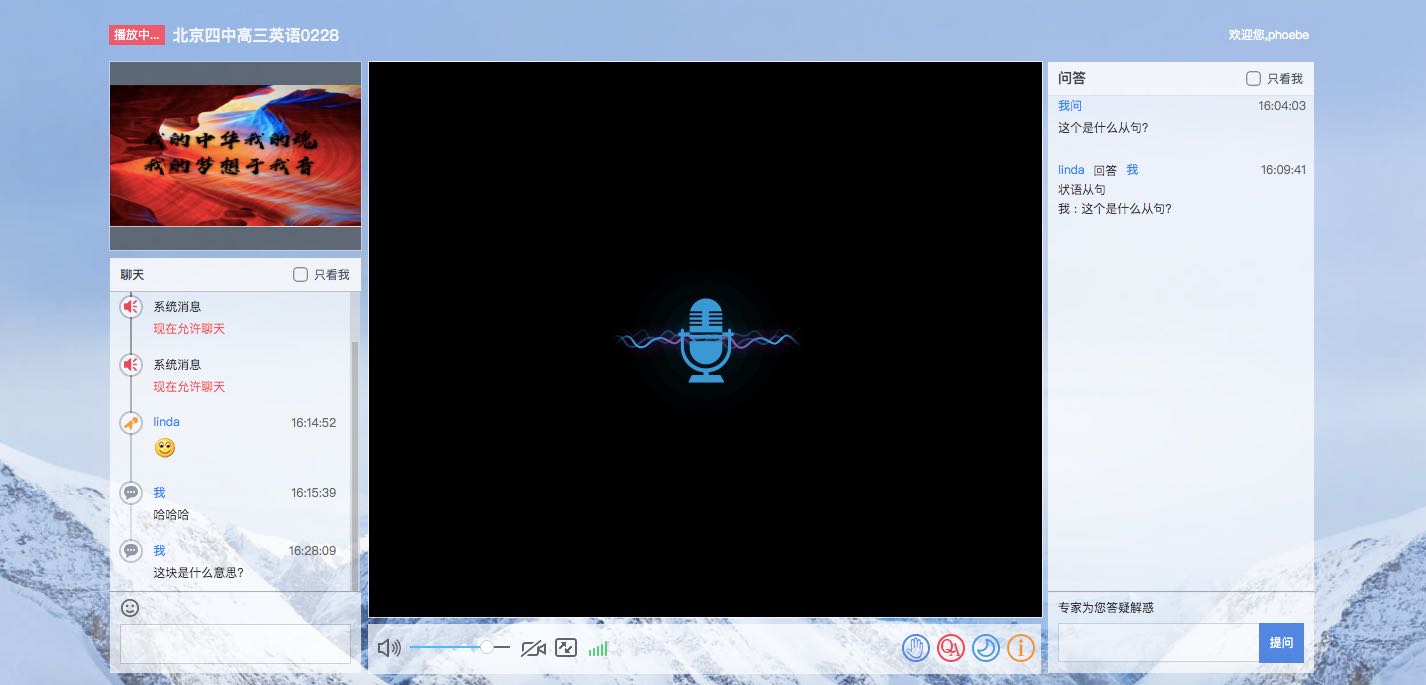 播放中...
北京四中高三英语0228
欢迎您,phoebe
我的中华我的魂
我的梦想于我音
聊天
只看我
系统消息
现在允许聊天
系统消息
现在允许聊天
linda 16:14:52
我 16:15:39
哈哈哈
我 16:28:09
这块是什么意思?
问答
只看我
我问 16:04:03
这个是什么从句?
linda 回答 我 16:09:41
状语从句
我:这个是什么从句?
专家为您答疑解惑
提问
QA
i